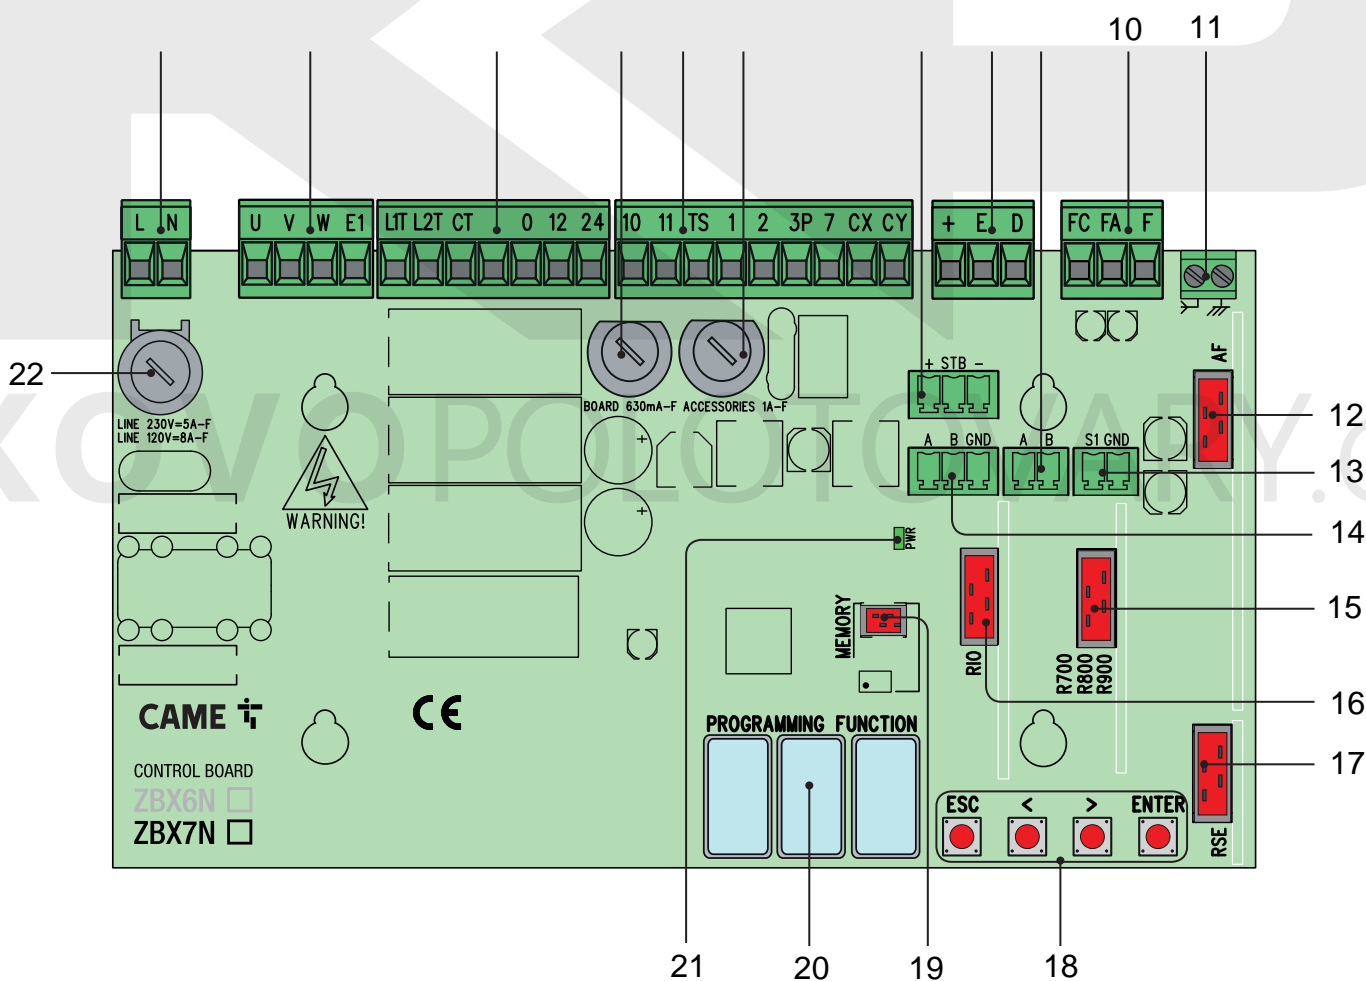 10 11
L N U V W E1 L1T L2T CT 0 12 24 10 11 TS 1 2 3P 7 CX CY + E D FC FA F
AF
22
+ STB -
BOARD 630mA-F ACCESSORIES 1A-F
LINE 230V=5A-F
LINE 120V=8A-F
12
+
A B GND A B S1 GND
13
KOVOPOLOTOVARY.
WARNING!
+
14
PWR
MEMORY
15
RIO
R700
R800
R900
16
CAME
CE
PROGRAMMING FUNCTION
17
CONTROL BOARD
ZBX6N
ZBX7N
ESC < > ENTER
RSE
21 20 19 18